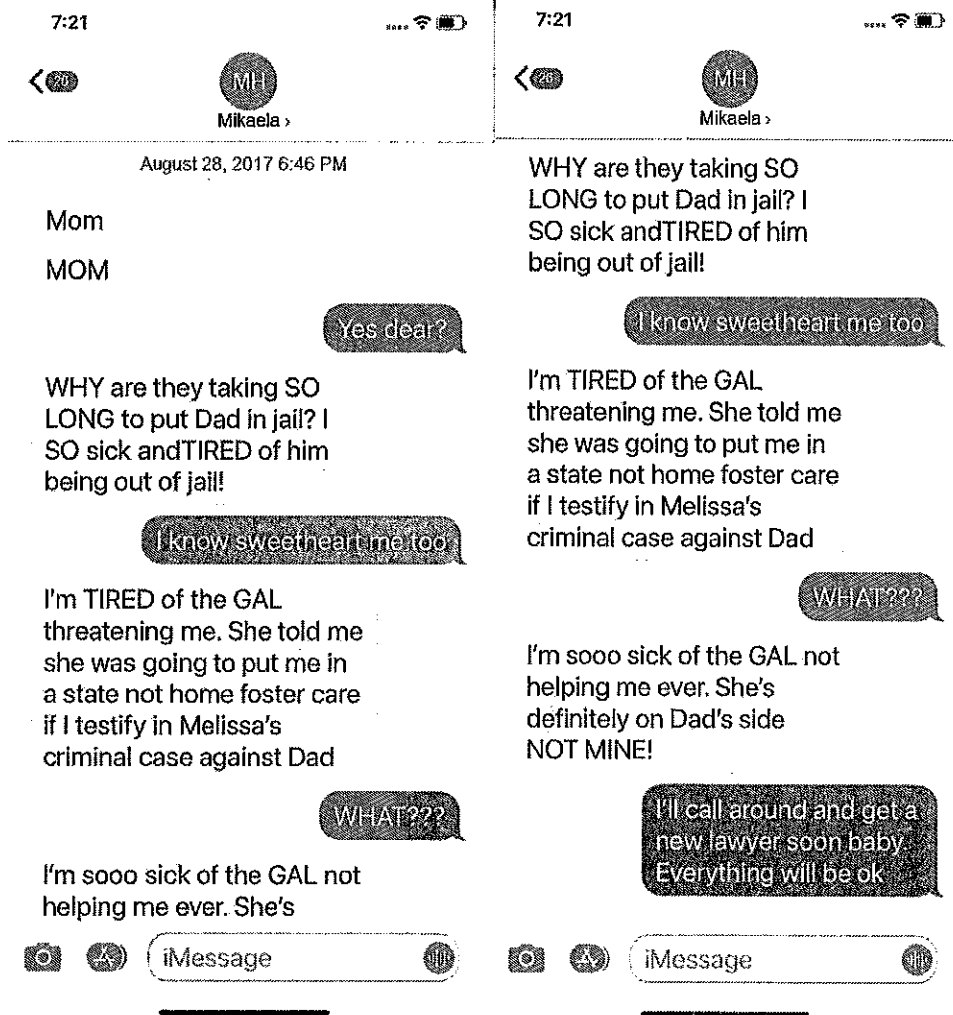 7:21
26
MH
Mikaela ›
August 28, 2017 6:46 PM
Mom
MOM
Yes dear?
WHY are they taking SO
LONG to put Dad in jail? I
SO sick andTIRED of him
being out of jail!
I know sweetheart me too
I'm TIRED of the GAL
threatening me. She told me
she was going to put me in
a state not home foster care
if I testify in Melissa's
criminal case against Dad
WHAT???
I'm sooo sick of the GAL not
helping me ever. She's
iMessage
7:21
26
MH
Mikaela ›
WHY are they taking SO
LONG to put Dad in jail? I
SO sick andTIRED of him
being out of jail!
I know sweetheart me too
I'm TIRED of the GAL
threatening me. She told me
she was going to put me in
a state not home foster care
if I testify in Melissa's
criminal case against Dad
WHAT???
I'm sooo sick of the GAL not
helping me ever. She's
definitely on Dad's side
NOT MINE!
I'll call around and get a
new lawyer soon baby.
Everything will be ok
iMessage